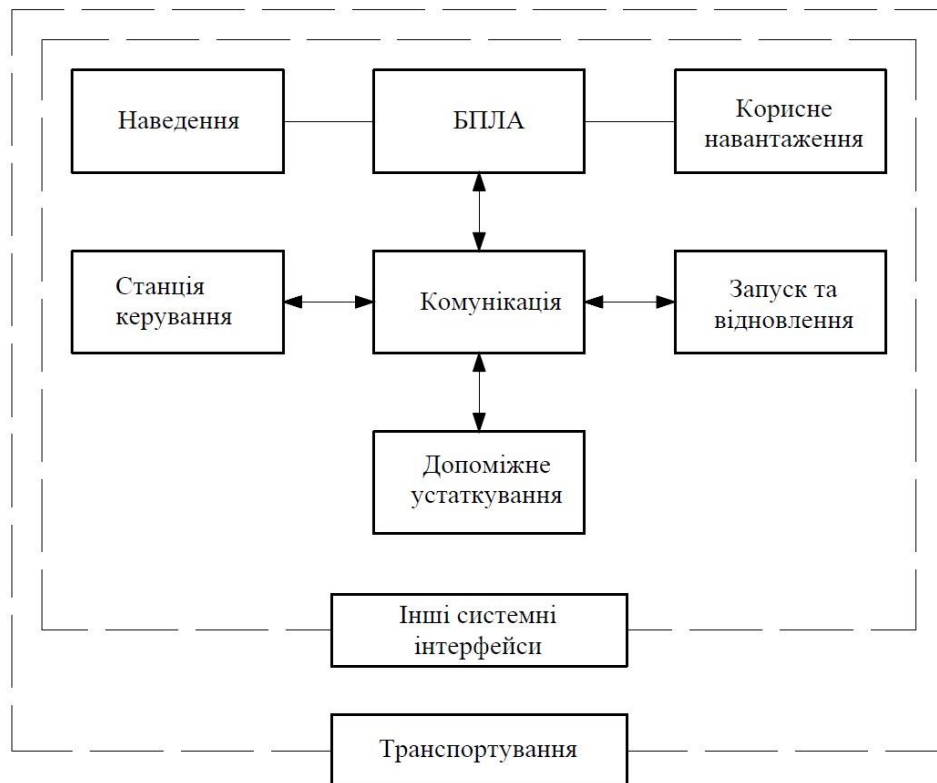 Наведення
БПЛА
Корисне
навантаження
Станція
керування
Комунікація
Запуск та
відновлення
Допоміжне
устаткування
Інші системні
інтерфейси
Транспортування